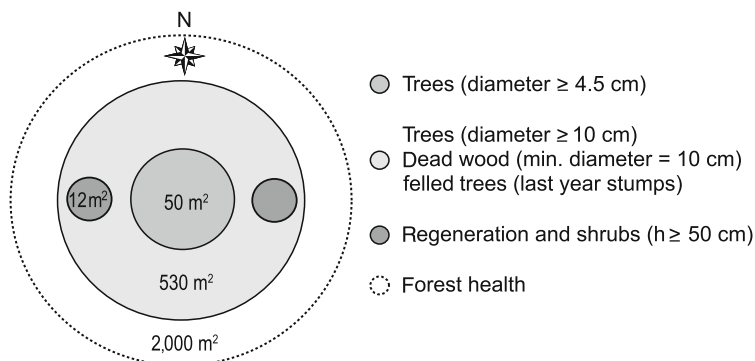 N
12m²
50 m²
530 m²
2,000 m²
Trees (diameter ≥ 4.5 cm)
Trees (diameter ≥ 10 cm)
Dead wood (min. diameter = 10 cm)
felled trees (last year stumps)
Regeneration and shrubs (h ≥ 50 cm)
Forest health